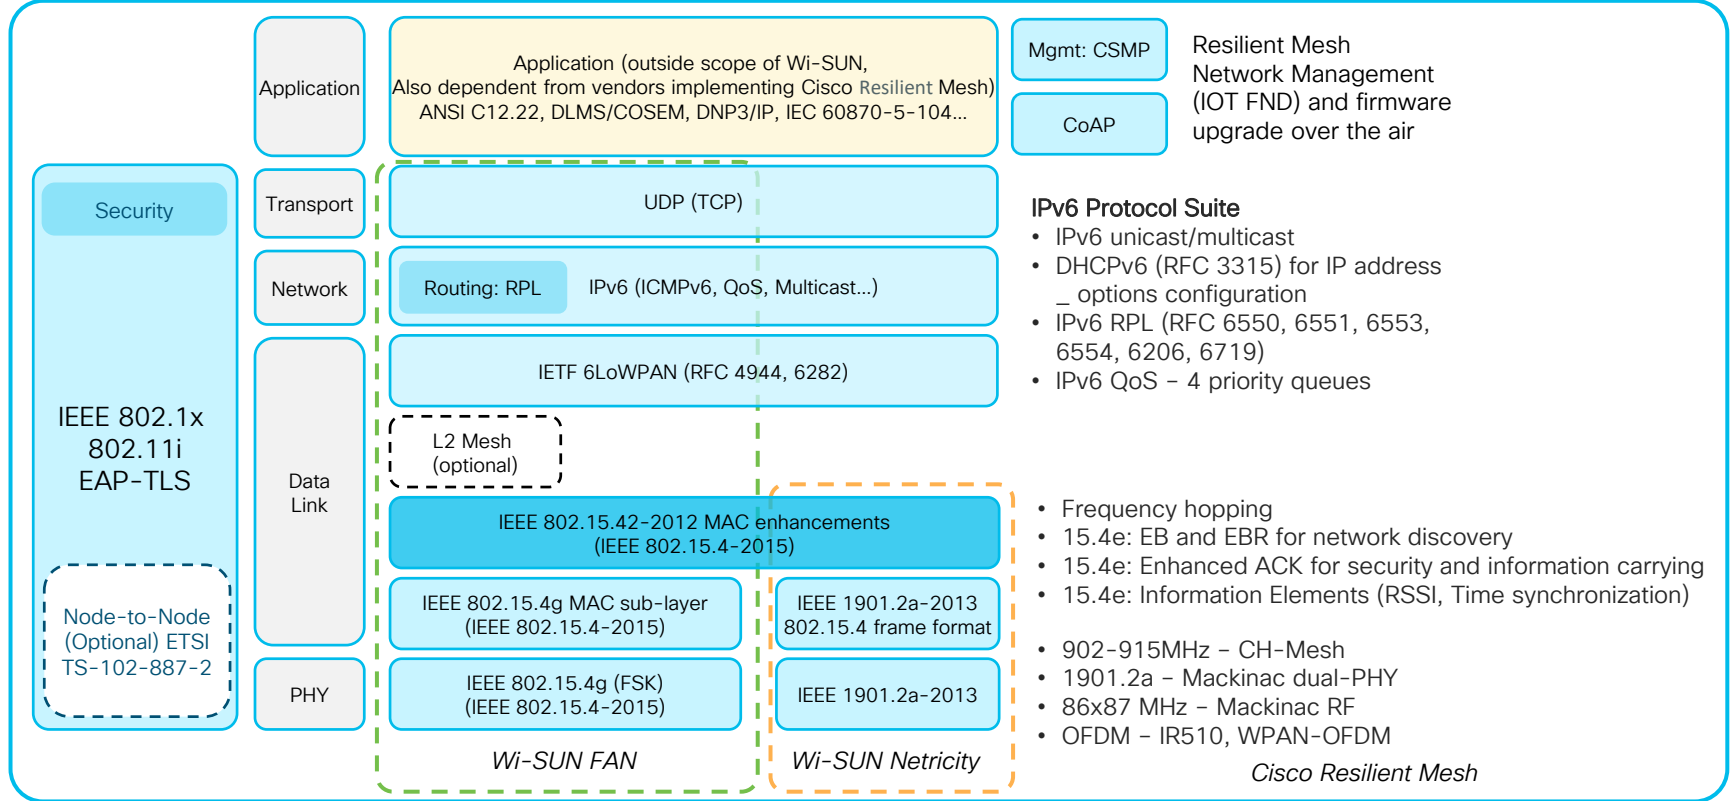 Application
Application (outside scope of Wi-SUN,
Also dependent from vendors implementing Cisco Resilient Mesh)
ANSI C12.22, DLMS/COSEM, DNP3/IP, IEC 60870-5-104...
Mgmt: CSMP
CoAP
Resilient Mesh
Network Management
(IOT FND) and firmware
upgrade over the air
Security
IEEE 802.1x
802.11i
EAP-TLS
Node-to-Node
(Optional) ETSI
TS-102-887-2
Transport
UDP (TCP)
Network
Routing: RPL
IPv6 (ICMPv6, QoS, Multicast...)
IPv6 Protocol Suite
• IPv6 unicast/multicast
• DHCPv6 (RFC 3315) for IP address
_ options configuration
• IPv6 RPL (RFC 6550, 6551, 6553,
6554, 6206, 6719)
• IPv6 QoS – 4 priority queues
Data
Link
IETF 6LoWPAN (RFC 4944, 6282)
L2 Mesh
(optional)
IEEE 802.15.42-2012 MAC enhancements
(IEEE 802.15.4-2015)
IEEE 802.15.4g MAC sub-layer
(IEEE 802.15.4-2015)
IEEE 1901.2a-2013
802.15.4 frame format
• Frequency hopping
• 15.4e: EB and EBR for network discovery
• 15.4e: Enhanced ACK for security and information carrying
• 15.4e: Information Elements (RSSI, Time synchronization)
PHY
IEEE 802.15.4g (FSK)
(IEEE 802.15.4-2015)
IEEE 1901.2a-2013
• 902-915MHz – CH-Mesh
• 1901.2a – Mackinac dual-PHY
• 86x87 MHz – Mackinac RF
• OFDM – IR510, WPAN-OFDM
Wi-SUN FAN
Wi-SUN Netricity
Cisco Resilient Mesh